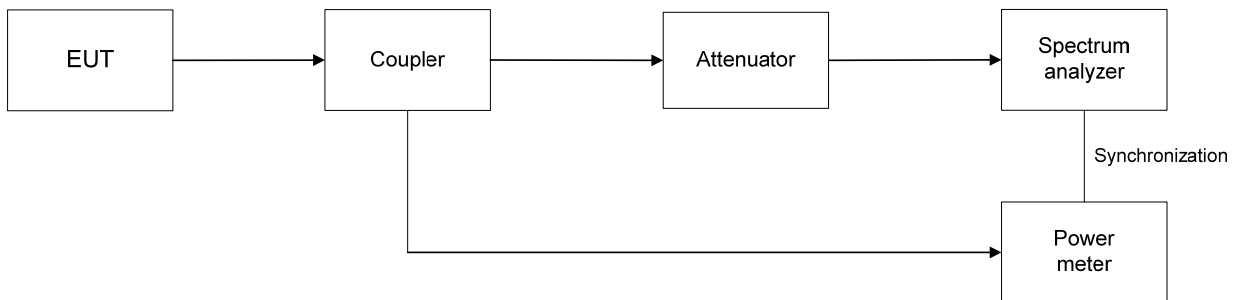 EUT
Coupler
Attenuator
Spectrum
analyzer
Synchronization
Power
meter